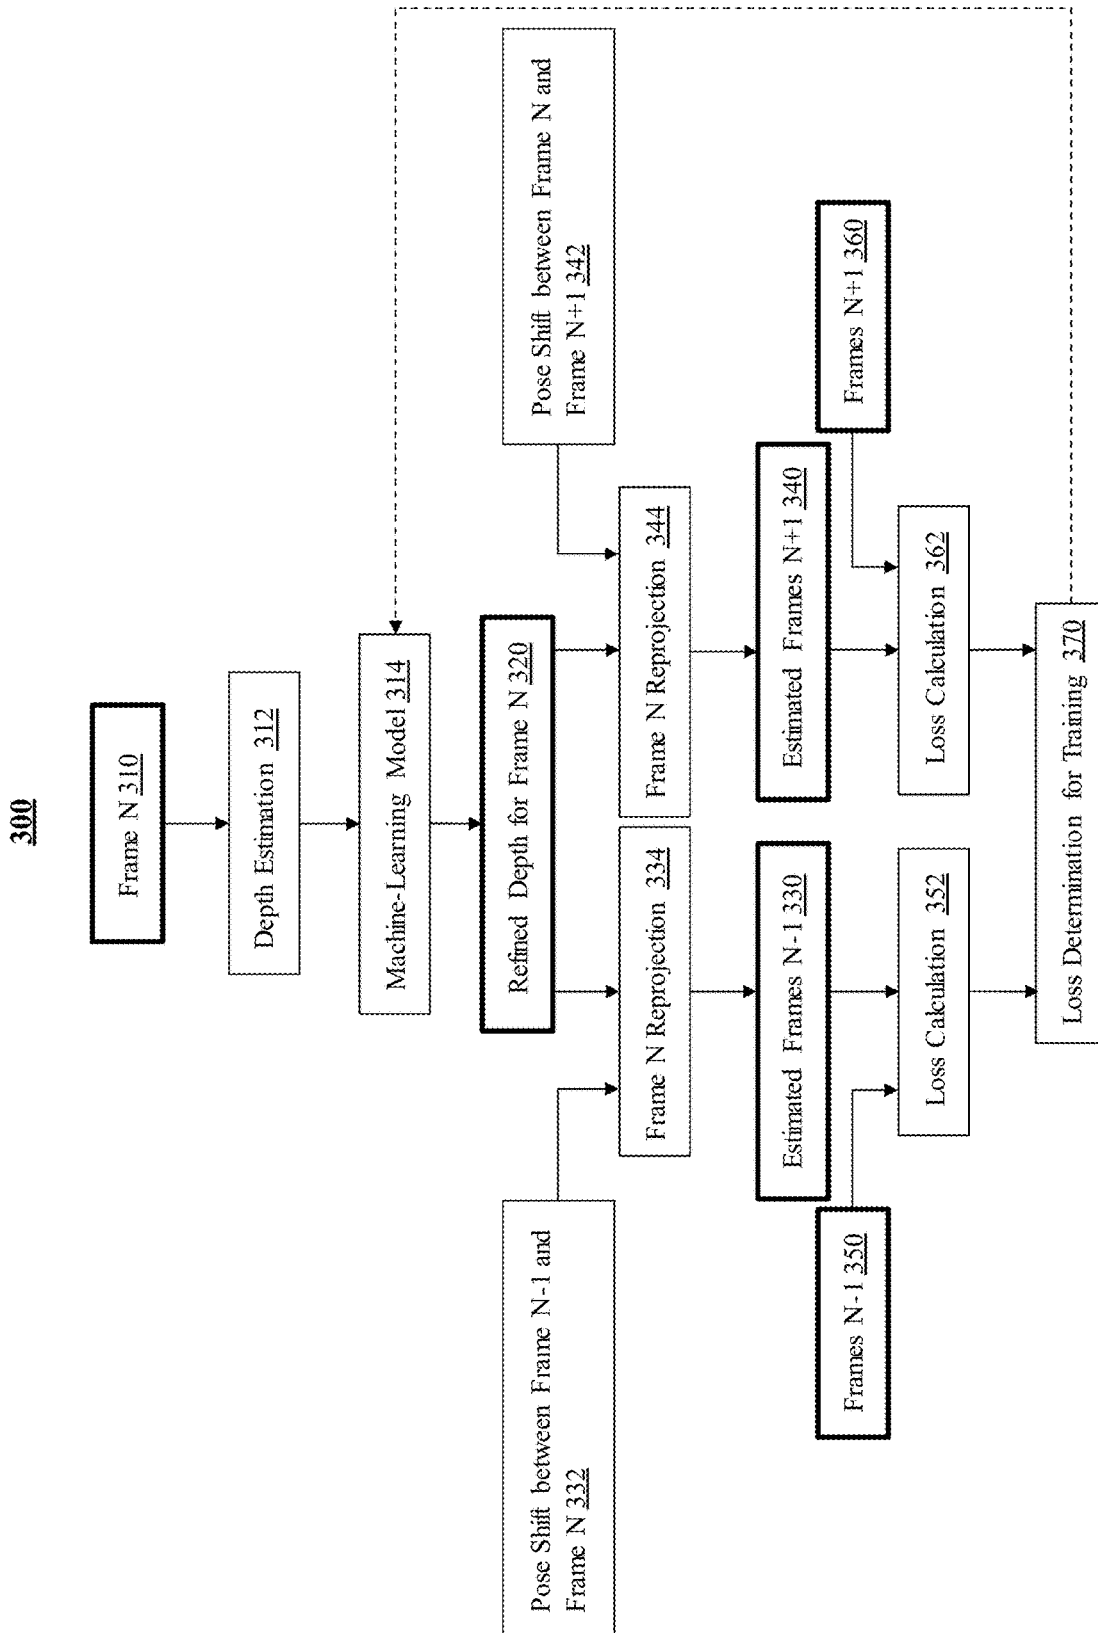 300
Frame N 310
Depth Estimation 312
Machine-Learning Model 314
Refined Depth for Frame N 320
Pose Shift between Frame N-1 and
Frame N 332
Pose Shift between Frame N and
Frame N+1 342
Frame N Reprojection 334
Frame N Reprojection 344
Estimated Frames N-1 330
Estimated Frames N+1 340
Frames N-1 350
Frames N+1 360
Loss Calculation 352
Loss Calculation 362
Loss Determination for Training 370